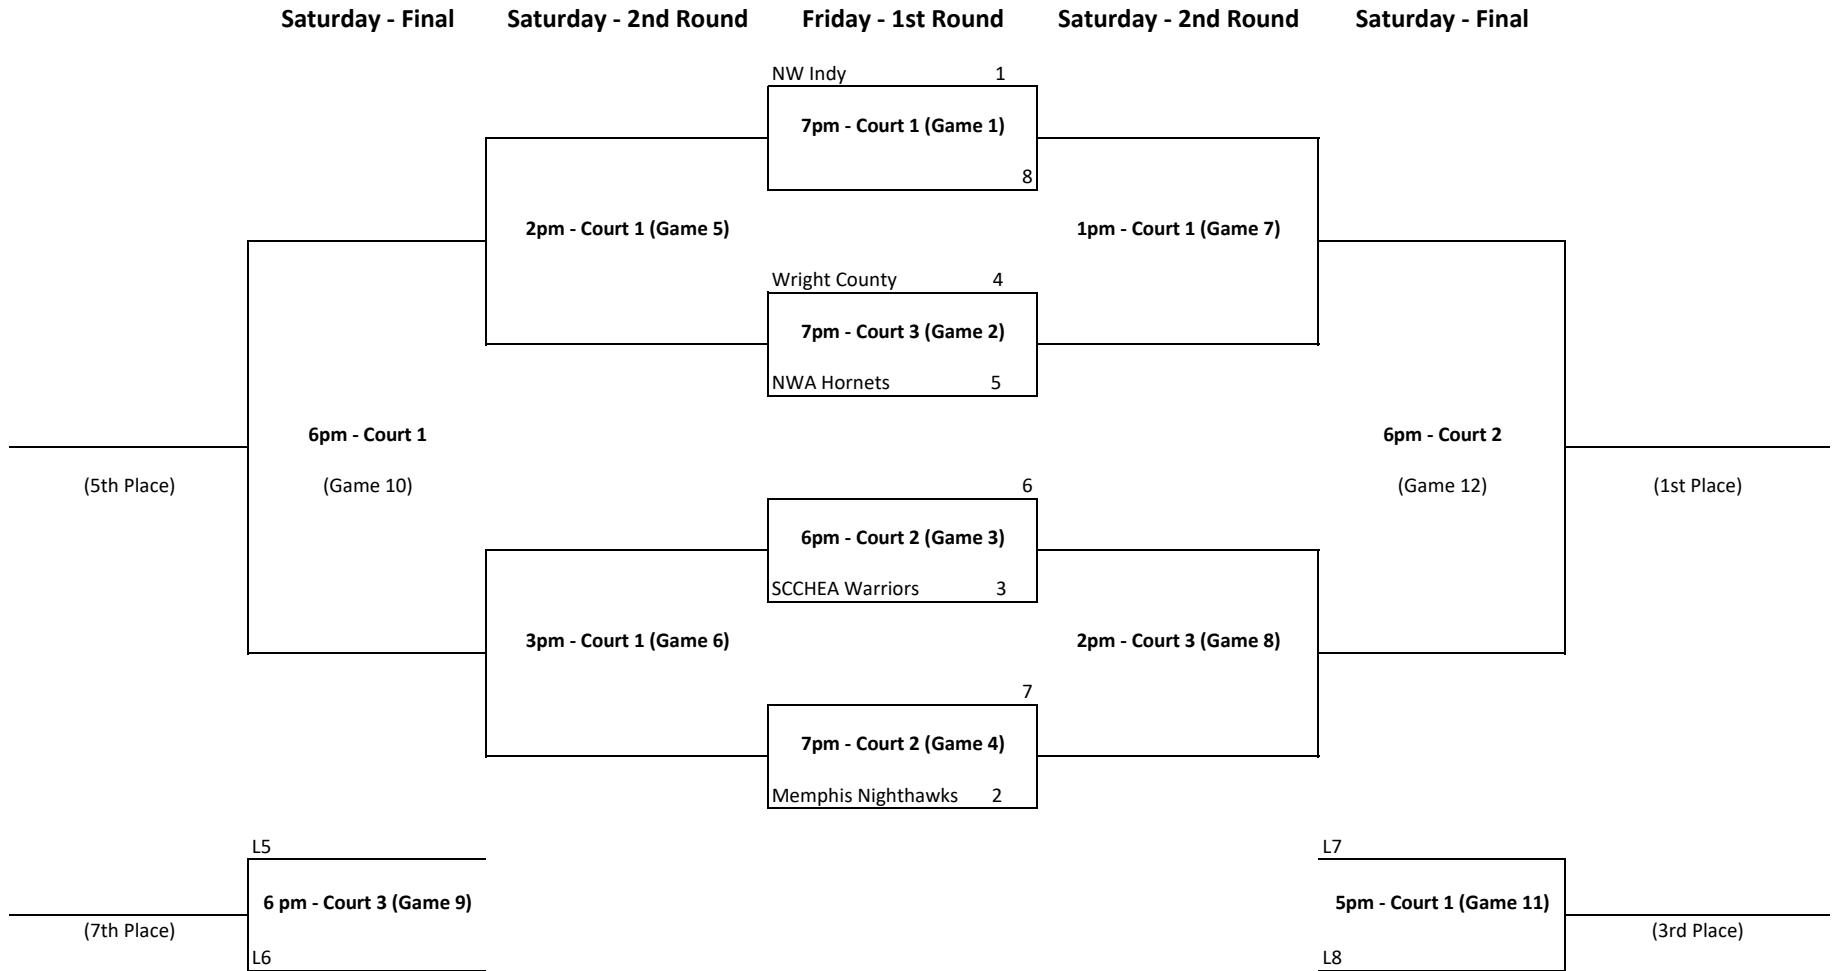 Saturday - Final Saturday - 2nd Round Friday - 1st Round Saturday - 2nd Round Saturday - Final
NW Indy 1
7pm - Court 1 (Game 1)
8
2pm - Court 1 (Game 5) 1pm - Court 1 (Game 7)
Wright County 4
7pm - Court 3 (Game 2)
NWA Hornets 5
6pm - Court 1 6pm - Court 2
(5th Place) (Game 10) 6 (Game 12) (1st Place)
6pm - Court 2 (Game 3)
SCCHEA Warriors 3
3pm - Court 1 (Game 6) 2pm - Court 3 (Game 8)
7
7pm - Court 2 (Game 4)
Memphis Nighthawks 2
L5 L7
6 pm - Court 3 (Game 9) 5pm - Court 1 (Game 11)
(7th Place) (3rd Place)
L6 L8